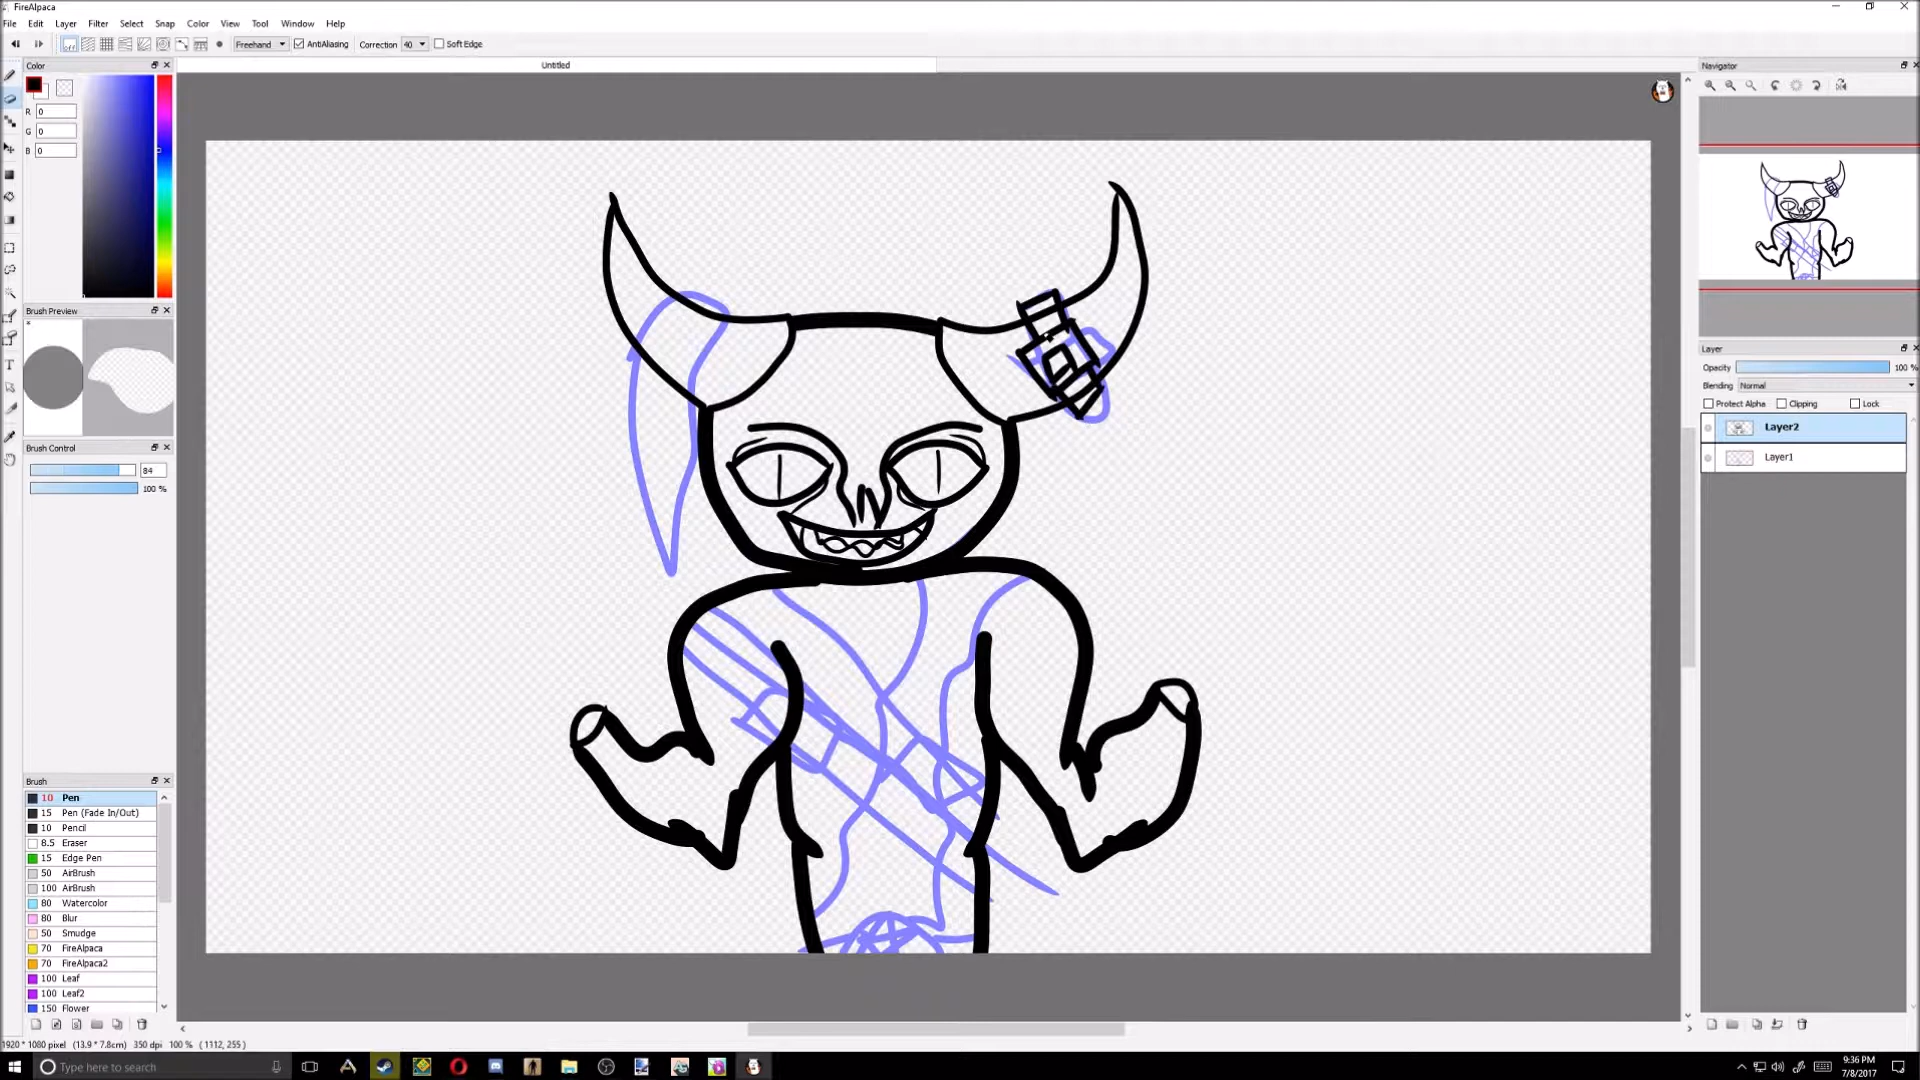 FireAlpaca
File Edit Layer Filter Select Snap Color View Tool Window Help
Freehand AntiAliasing Correction 40 Soft Edge
Color
Untitled
Navigator
R 0
G 0
B 0
Brush Preview
Layer
Opacity 100 %
Blending Normal
Protect Alpha Clipping Lock
Layer2
Layer1
Brush Control
84
100 %
Brush
10 Pen
15 Pen (Fade In/Out)
10 Pencil
8.5 Eraser
15 Edge Pen
50 AirBrush
100 AirBrush
80 Watercolor
80 Blur
50 Smudge
70 FireAlpaca
70 FireAlpaca2
100 Leaf
100 Leaf2
150 Flower
1920 * 1080 pixel (13.9 * 7.8cm) 350 dpi 100 % ( 1112, 255 )
Type here to search
9:36 PM
7/8/2017